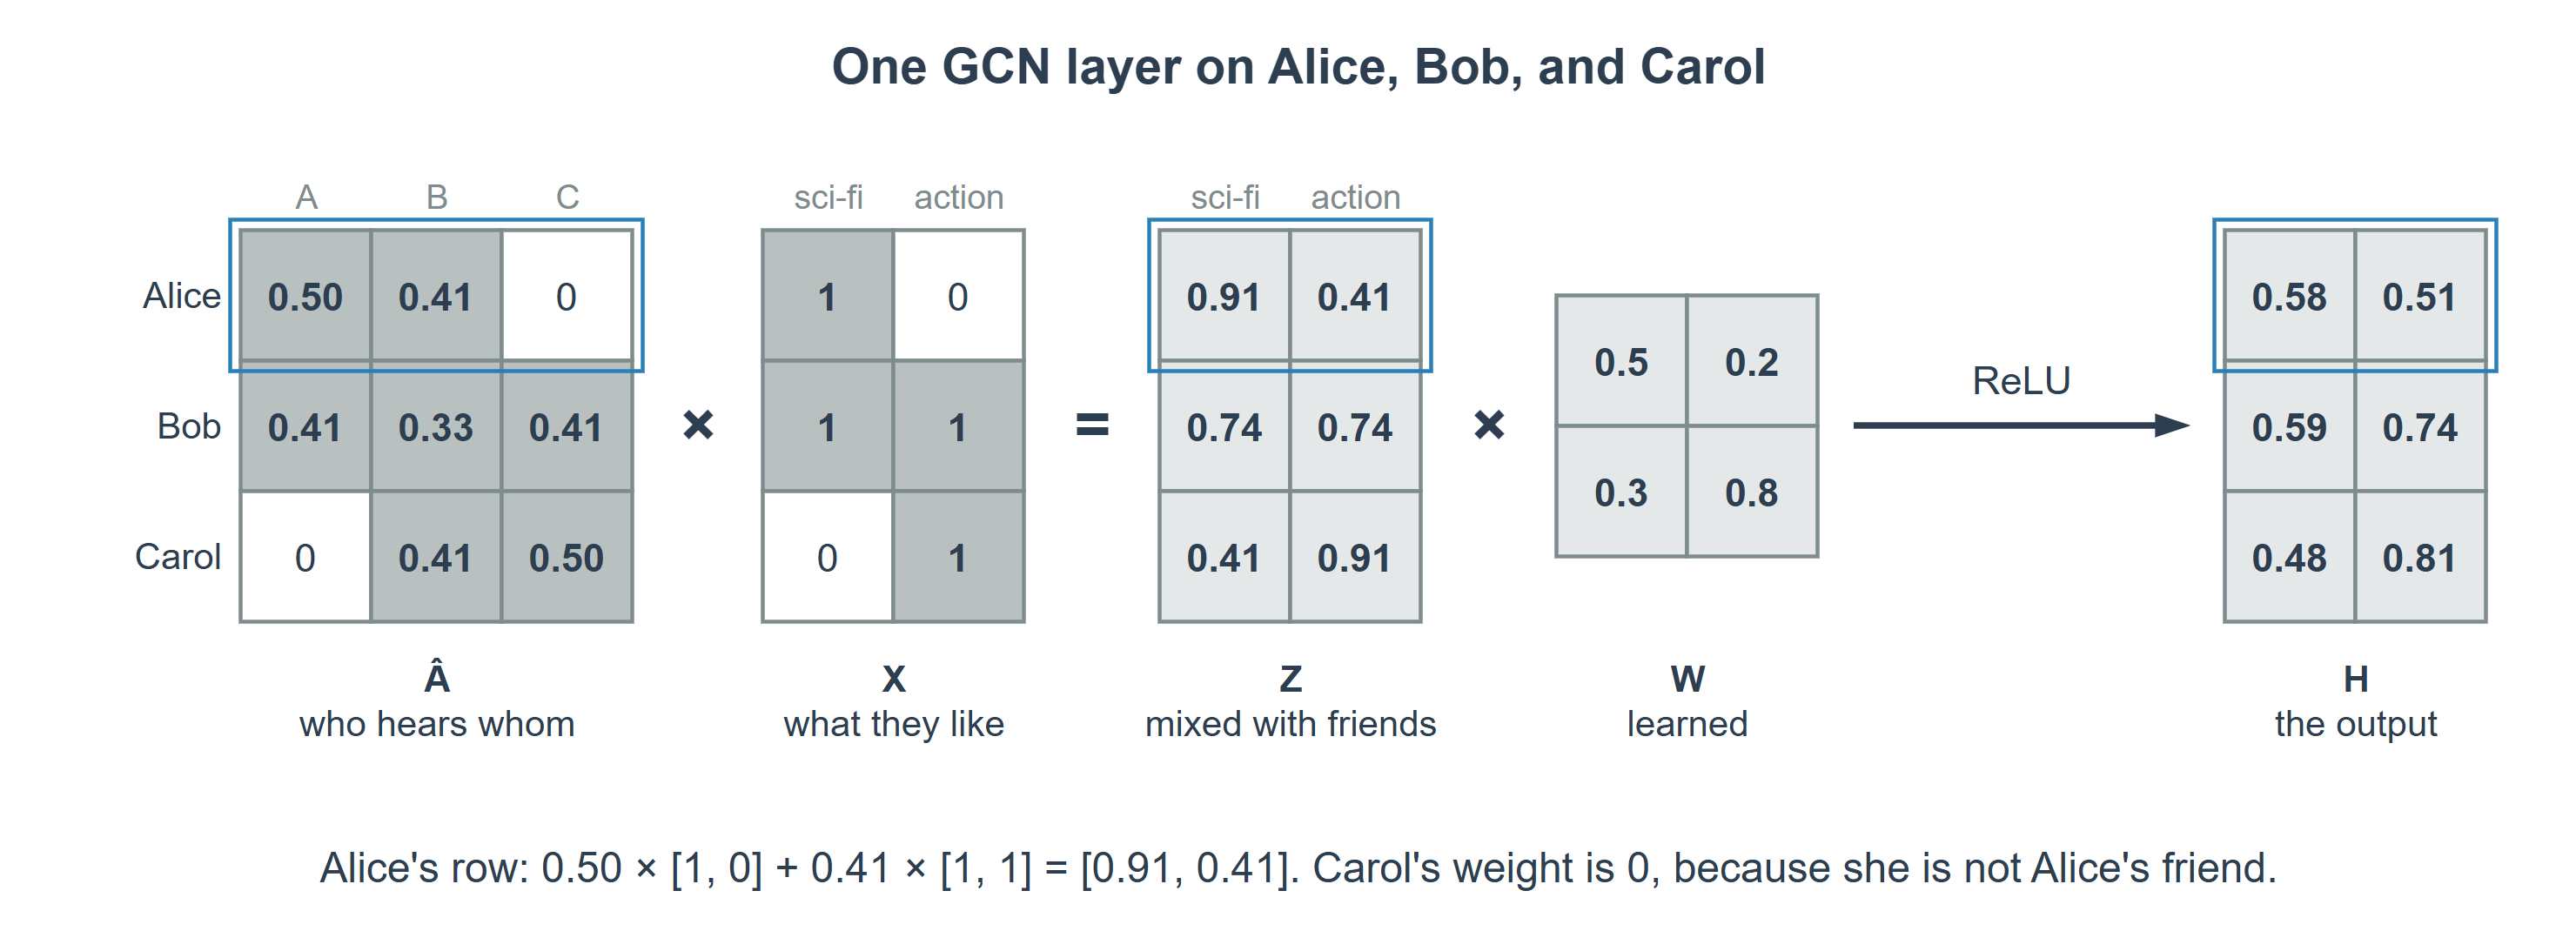 One GCN layer on Alice, Bob, and Carol
A B C sci-fi action sci-fi action
Alice 0.50 0.41 0 1 0 0.91 0.41 0.58 0.51
0.5 0.2
ReLU
Bob 0.41 0.33 0.41 × 1 1 = 0.74 0.74 × 0.59 0.74
0.3 0.8
Carol 0 0.41 0.50 0 1 0.41 0.91 0.48 0.81
Â X Z W H
who hears whom what they like mixed with friends learned the output
Alice's row: 0.50 × [1, 0] + 0.41 × [1, 1] = [0.91, 0.41]. Carol's weight is 0, because she is not Alice's friend.